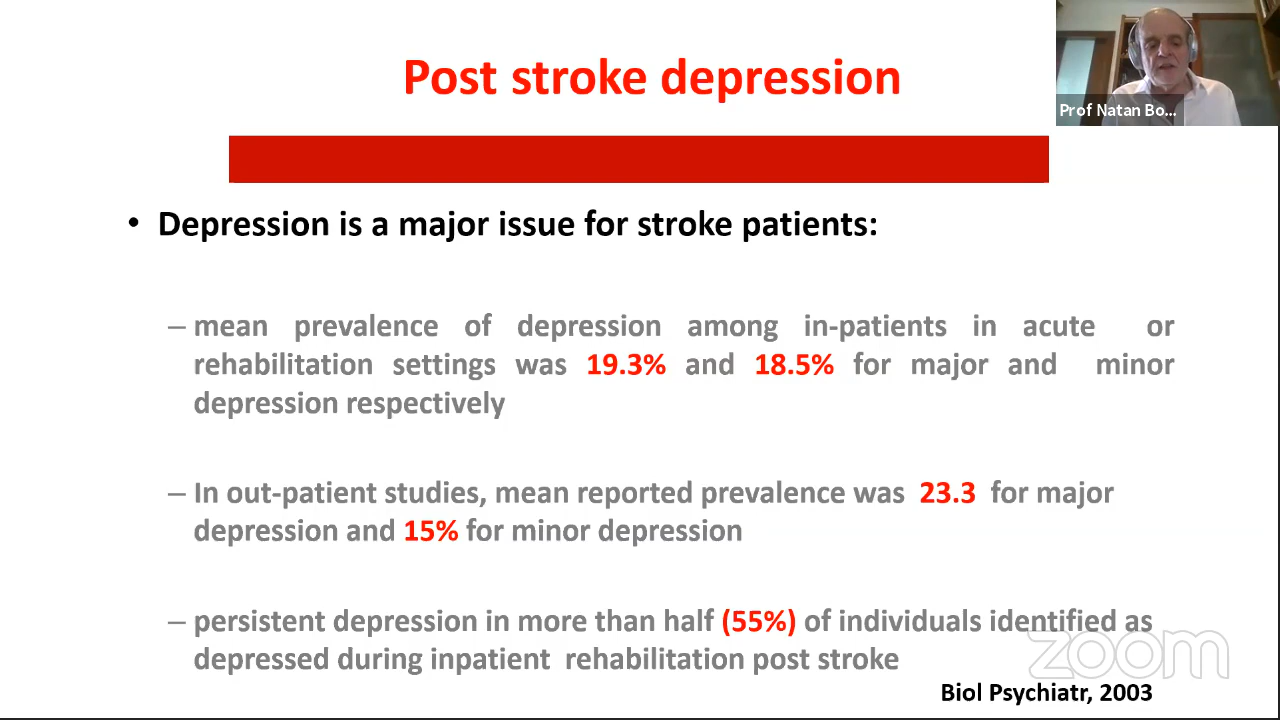 Post stroke depression
Prof Natan Bo...
• Depression is a major issue for stroke patients:
– mean prevalence of depression among in-patients in acute or
rehabilitation settings was 19.3% and 18.5% for major and minor
depression respectively
– In out-patient studies, mean reported prevalence was 23.3 for major
depression and 15% for minor depression
– persistent depression in more than half (55%) of individuals identified as
depressed during inpatient rehabilitation post stroke
zoom
Biol Psychiatr, 2003